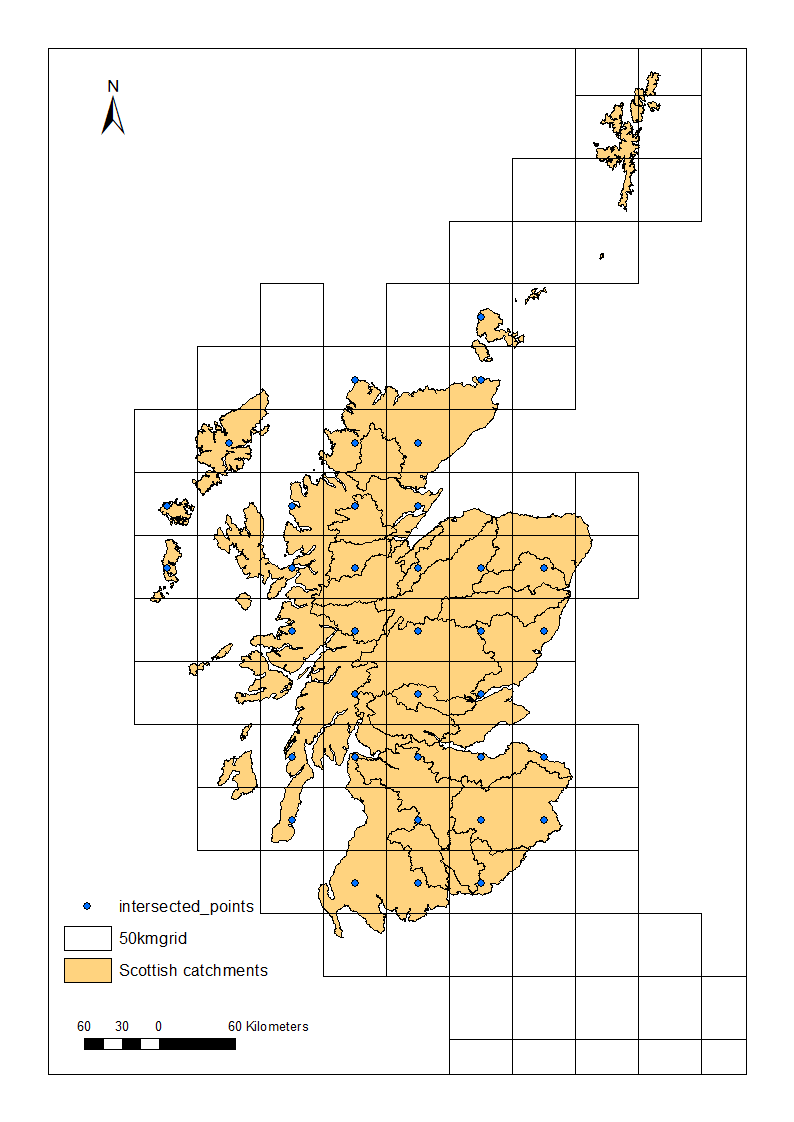 N
intersected_points
50kmgrid
Scottish catchments
60 30 0 60 Kilometers